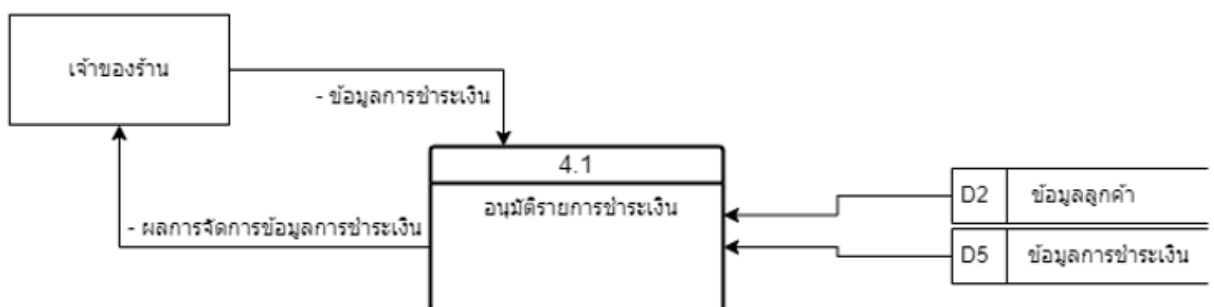 เจ้าของร้าน
- ข้อมูลการชำระเงิน
4.1
อนุมัติรายการชำระเงิน
D2 ข้อมูลลูกค้า
- ผลการจัดการข้อมูลการชำระเงิน
D5 ข้อมูลการชำระเงิน